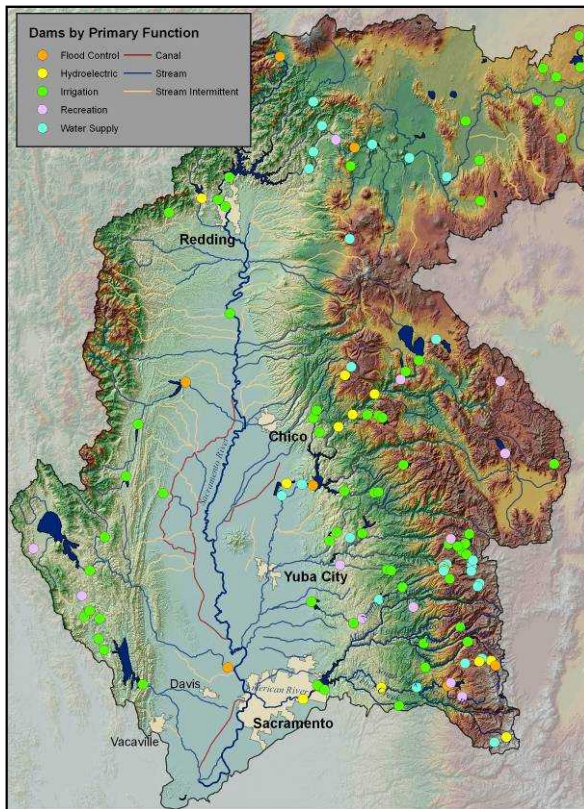 Dams by Primary Function
Flood Control
Canal
Hydroelectric
Stream
Irrigation
Stream Intermittent
Recreation
Water Supply
Redding
Chico
Sacramento River
Yuba City
Davis
American River
Sacramento
Vacaville